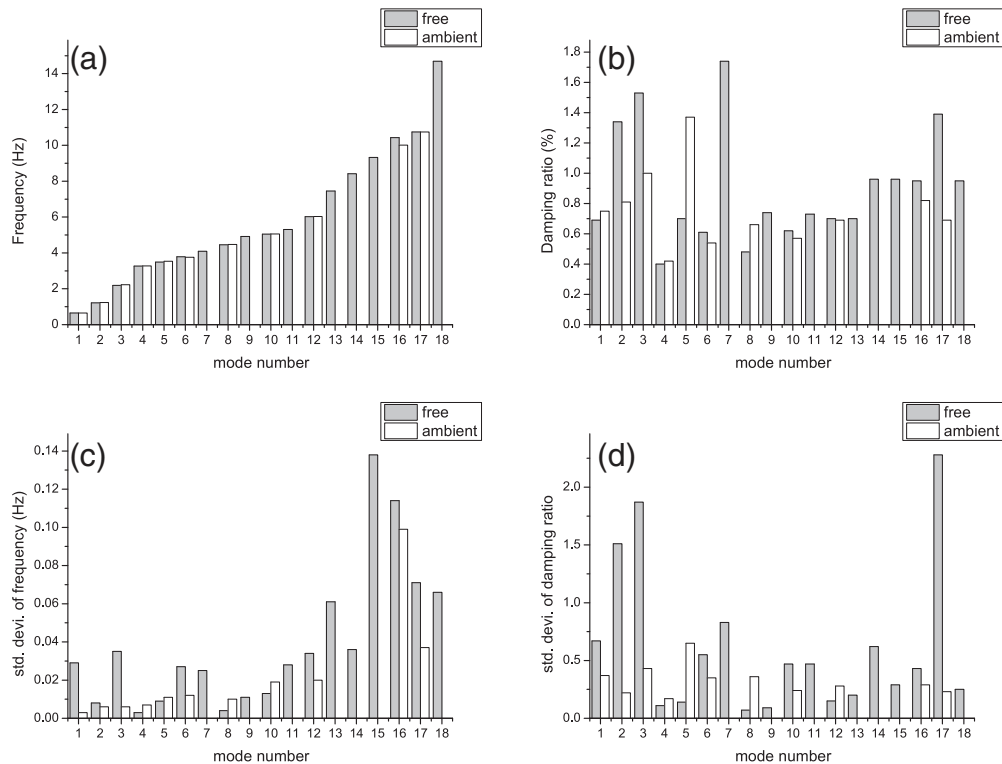 free
ambient
(a)
14
12
10
8
6
4
2
0
Frequency (Hz)
1 2 3 4 5 6 7 8 9 10 11 12 13 14 15 16 17 18
mode number
free
ambient
(b)
1.8
1.6
1.4
1.2
1.0
0.8
0.6
0.4
0.2
0.0
Damping ratio (%)
1 2 3 4 5 6 7 8 9 10 11 12 13 14 15 16 17 18
mode number
free
ambient
(c)
0.14
0.12
0.10
0.08
0.06
0.04
0.02
0.00
std. devi. of frequency (Hz)
1 2 3 4 5 6 7 8 9 10 11 12 13 14 15 16 17 18
mode number
free
ambient
(d)
2.0
1.5
1.0
0.5
0.0
std. devi. of damping ratio
1 2 3 4 5 6 7 8 9 10 11 12 13 14 15 16 17 18
mode number